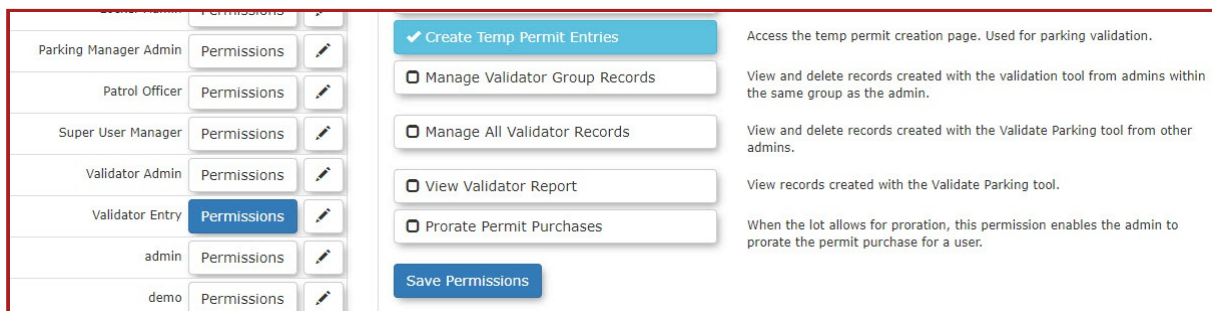 Permissions
Parking Manager Admin Permissions
Patrol Officer Permissions
Super User Manager Permissions
Validator Admin Permissions
Validator Entry Permissions
admin Permissions
demo Permissions
Create Temp Permit Entries
Access the temp permit creation page. Used for parking validation.
Manage Validator Group Records
View and delete records created with the validation tool from admins within
the same group as the admin.
Manage All Validator Records
View and delete records created with the Validate Parking tool from other
admins.
View Validator Report
View records created with the Validate Parking tool.
Prorate Permit Purchases
When the lot allows for proration, this permission enables the admin to
prorate the permit purchase for a user.
Save Permissions